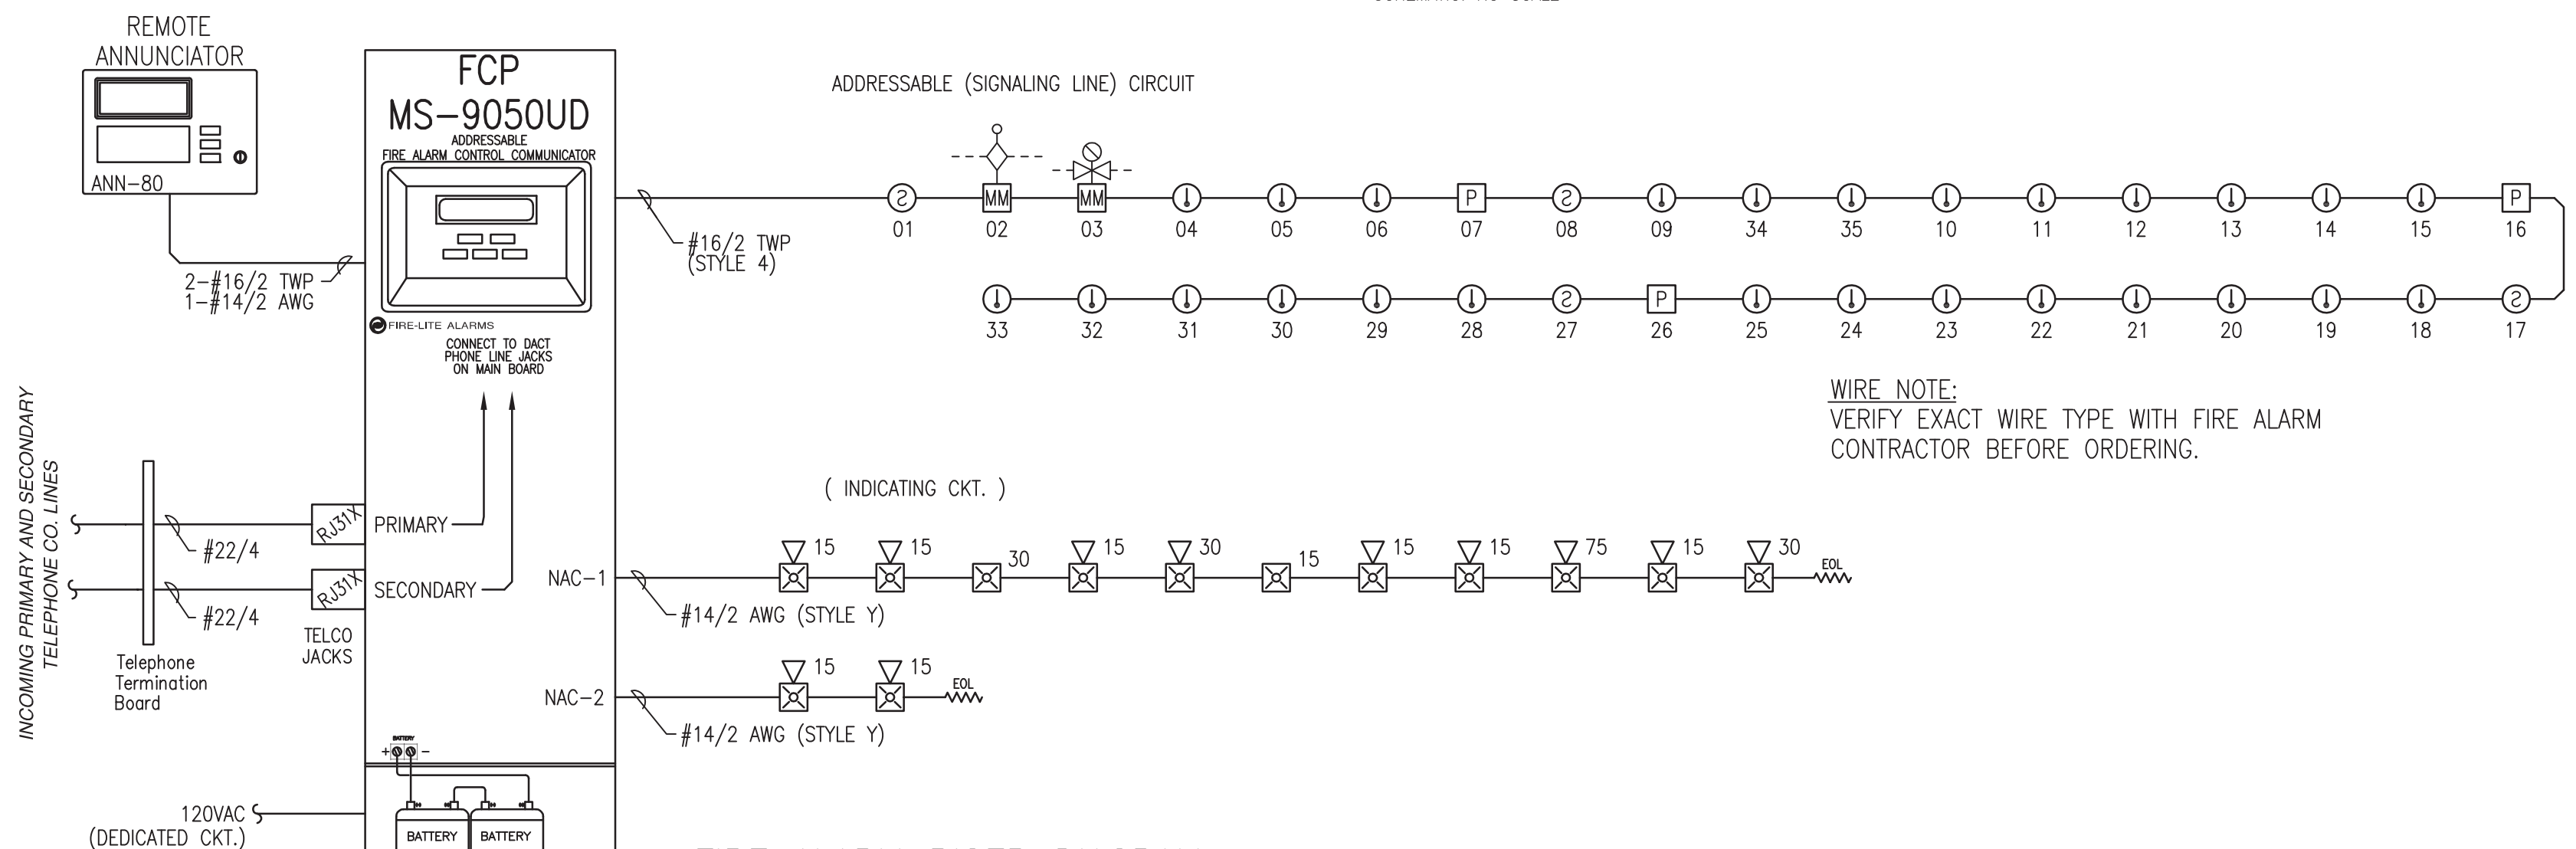 REMOTE
ANNUNCIATOR
ANN-80
2-#16/2 TWP
1-#14/2 AWG
FCP
MS-9050UD
ADDRESSABLE
FIRE ALARM CONTROL COMMUNICATOR
FIRE-LITE ALARMS
CONNECT TO DACT
PHONE LINE JACKS
ON MAIN BOARD
ADDRESSABLE (SIGNALING LINE) CIRCUIT
#16/2 TWP
(STYLE 4)
S MM MM P S P
01 02 03 04 05 06 07 08 09 34 35 10 11 12 13 14 15 16
S P S
33 32 31 30 29 28 27 26 25 24 23 22 21 20 19 18 17
WIRE NOTE:
VERIFY EXACT WIRE TYPE WITH FIRE ALARM
CONTRACTOR BEFORE ORDERING.
INCOMING PRIMARY AND SECONDARY
TELEPHONE CO. LINES
#22/4
#22/4
Telephone
Termination
Board
RJ31X
PRIMARY
RJ31X
SECONDARY
TELCO
JACKS
( INDICATING CKT. )
NAC-1
15 15 30 15 30 15 15 15 75 15 30
EOL
#14/2 AWG (STYLE Y)
NAC-2
15 15
EOL
#14/2 AWG (STYLE Y)
BATTERY
+ -
120VAC
(DEDICATED CKT.)
BATTERY BATTERY